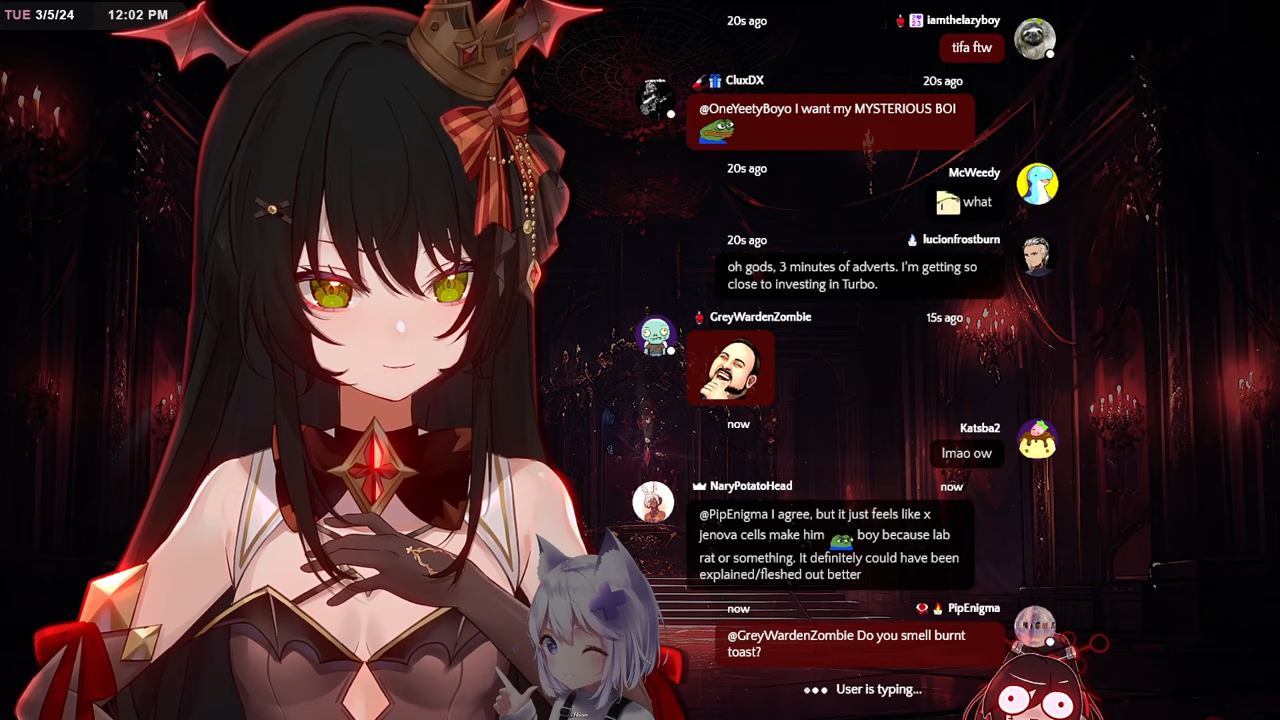 TUE 3/5/24 12:02 PM
20s ago
iamthelazyboy
tifa ftw
CluxDX
20s ago
@OneYeetyBoyo I want my MYSTERIOUS BOI
20s ago
McWeedy
what
20s ago
lucionfrostburn
oh gods, 3 minutes of adverts. I'm getting so
close to investing in Turbo.
GreyWardenZombie
15s ago
now
Katsba2
lmao ow
NaryPotatoHead
now
@PipEnigma I agree, but it just feels like x
jenova cells make him boy because lab
rat or something. It definitely could have been
explained/fleshed out better
now
PipEnigma
@GreyWardenZombie Do you smell burnt
toast?
User is typing...